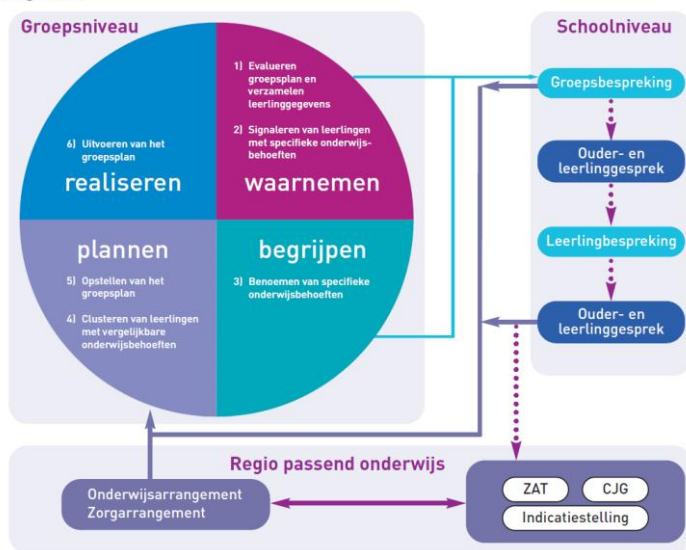 Groepsniveau
1) Evalueren
groepsplan en
verzamelen
leerlinggegevens
2) Signaleren van leerlingen
met specifieke onderwijs-
behoeften
waarnemen
6) Uitvoeren van het
groepsplan
realiseren
plannen
5) Opstellen van het
groepsplan
4) Clusteren van leerlingen
met vergelijkbare
onderwijsbehoeften
begrijpen
3) Benoemen van specifieke
onderwijsbehoeften
Schoolniveau
Groepsbespreking
Ouder- en
leerlinggesprek
Leerlingbespreking
Ouder- en
leerlinggesprek
Regio passend onderwijs
Onderwijsarrangement
Zorgarrangement
ZAT
CJG
Indicatiestelling